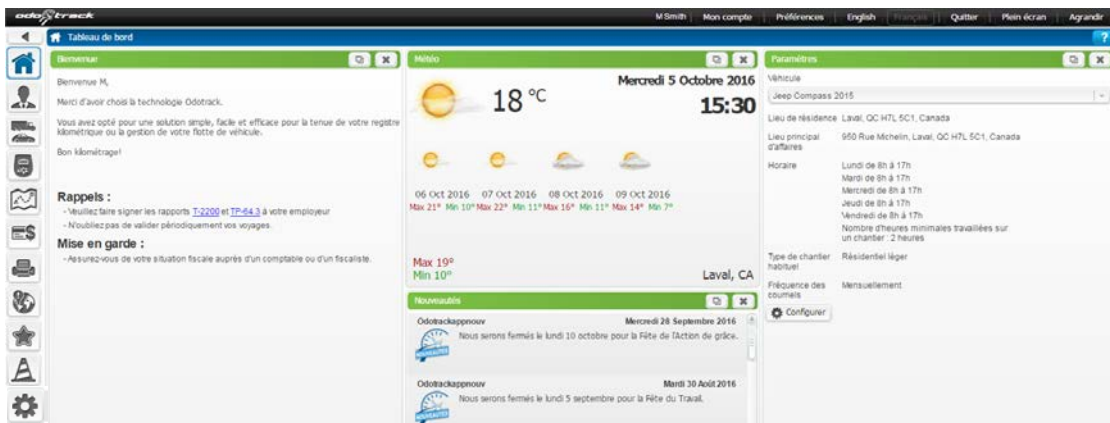 odotrack
M Smith Mon compte Préférences English Français Quitter Plein écran Agrandir
Tableau de bord
?
Bienvenue
Bienvenue M,
Merci d'avoir choisi la technologie Odotrack.
Vous avez opté pour une solution simple, facile et efficace pour la tenue de votre registre
kilométrique ou la gestion de votre flotte de véhicule.
Bon kilométrage!
Rappels :
- Veuillez faire signer les rapports T-2200 et TP-64.3 à votre employeur
- N'oubliez pas de valider périodiquement vos voyages.
Mise en garde :
- Assurez-vous de votre situation fiscale auprès d'un comptable ou d'un fiscaliste.
Météo
Mercredi 5 Octobre 2016
18 °C
15:30
06 Oct 2016 07 Oct 2016 08 Oct 2016 09 Oct 2016
Max 21° Min 10° Max 22° Min 11° Max 16° Min 11° Max 14° Min 7°
Max 19°
Min 10°
Laval, CA
Nouveautés
Odotrackappnouv Mercredi 28 Septembre 2016
Nous serons fermés le lundi 10 octobre pour la Fête de l'Action de grâce.
NOUVEAUTÉS
Odotrackappnouv Mardi 30 Août 2016
Nous serons fermés le lundi 5 septembre pour la Fête du Travail.
NOUVEAUTÉS
Paramètres
Véhicule
Jeep Compass 2015
Lieu de résidence Laval, QC H7L 5C1, Canada
Lieu principal d'affaires
950 Rue Michelin, Laval, QC H7L 5C1, Canada
Horaire
Lundi de 8h à 17h
Mardi de 8h à 17h
Mercredi de 8h à 17h
Jeudi de 8h à 17h
Vendredi de 8h à 17h
Nombre d'heures minimales travaillées sur
un chantier : 2 heures
Type de chantier habituel
Résidentiel léger
Fréquence des courriels
Mensuellement
Configurer